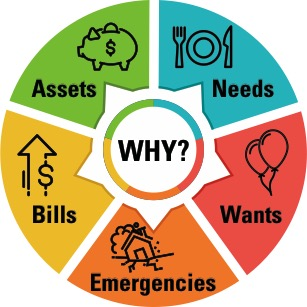 Assets
Needs
WHY?
$
$
Bills
Wants
Emergencies